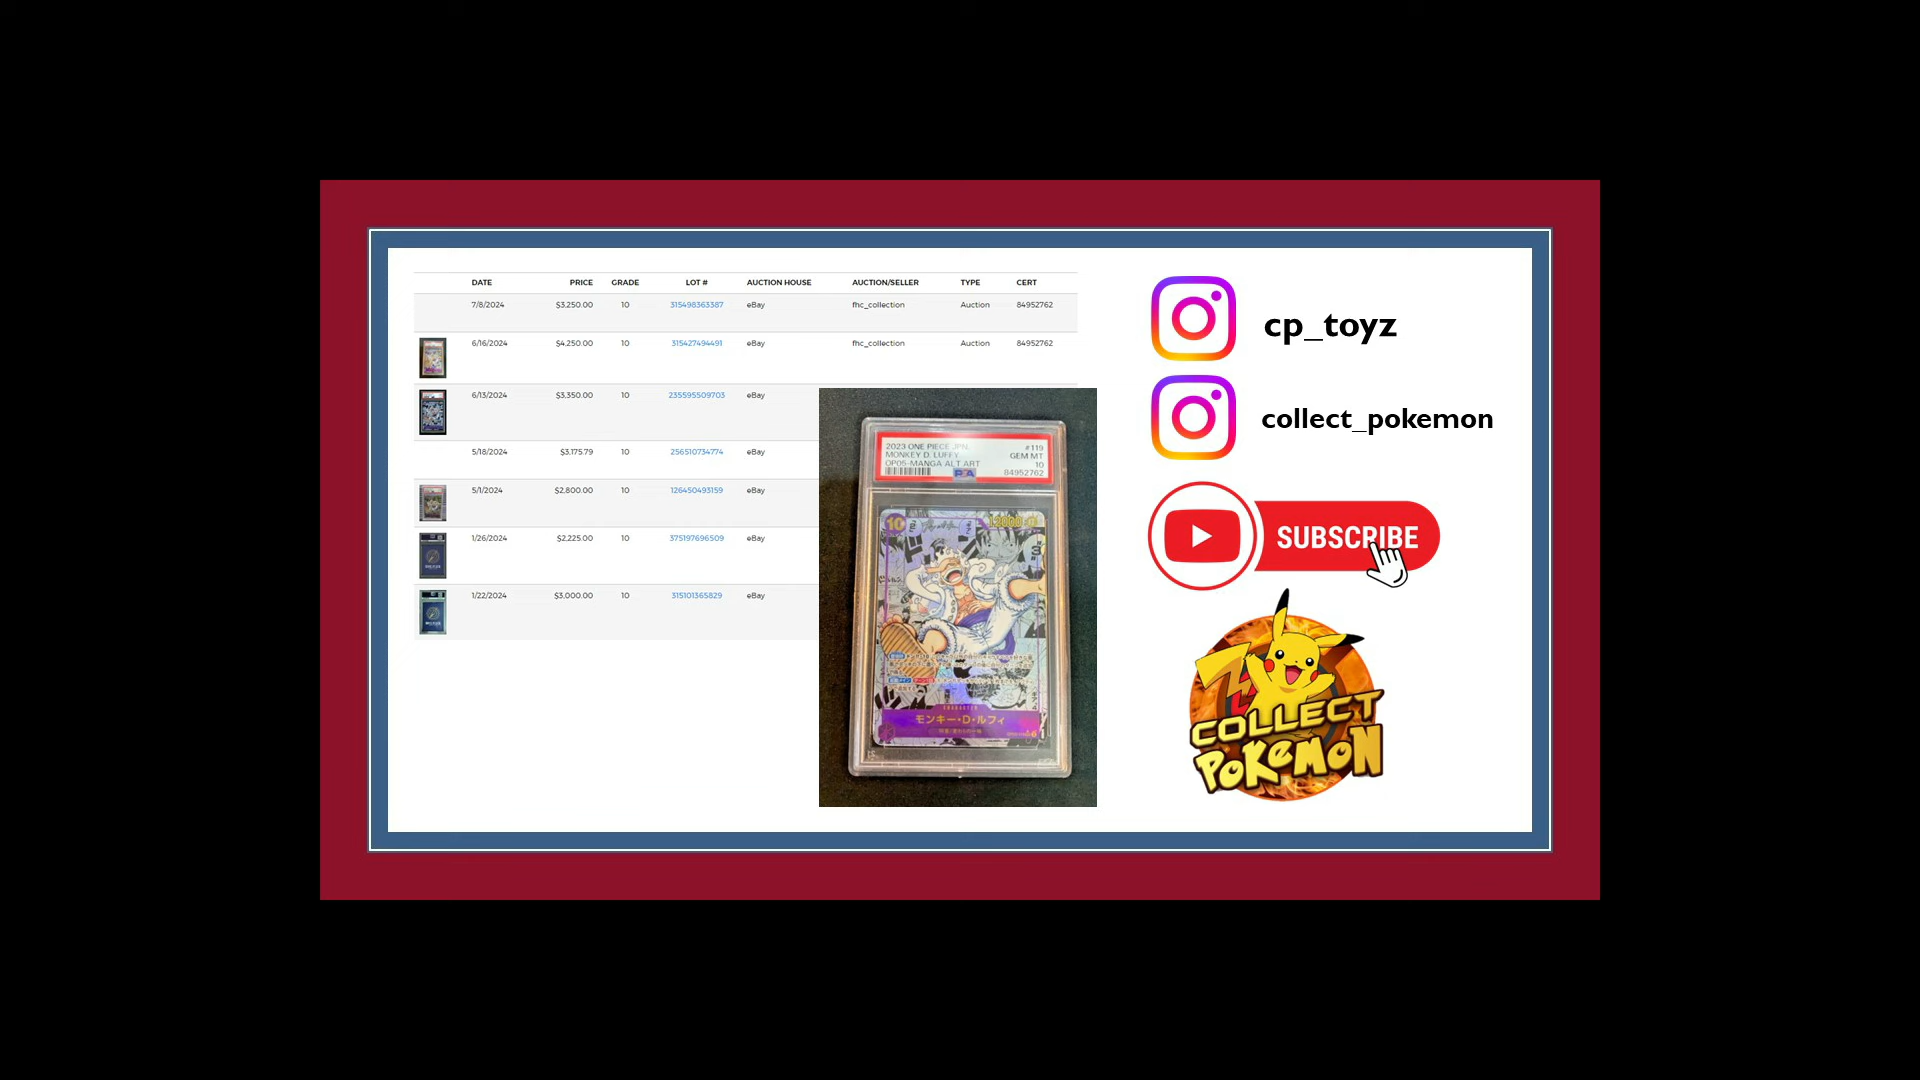 DATE PRICE GRADE LOT # AUCTION HOUSE AUCTION/SELLER TYPE CERT
7/8/2024 $3,250.00 10 315498363387 eBay fhc_collection Auction 84952762
6/16/2024 $4,250.00 10 315427494491 eBay fhc_collection Auction 84952762
6/13/2024 $3,350.00 10 235595509703 eBay
5/18/2024 $3,175.79 10 256510734774 eBay
5/1/2024 $2,800.00 10 126450493159 eBay
1/26/2024 $2,225.00 10 375197696509 eBay
1/22/2024 $3,000.00 10 315101365829 eBay
2023 ONE PIECE JPN. #119
MONKEY D. LUFFY GEM MT
OP05-MANGA ALT ART 10
PSA 84952762
10 12000
CHARACTER
モンキー・D・ルフィ
cp_toyz
collect_pokemon
SUBSCRIBE
COLLECT
POKEMON